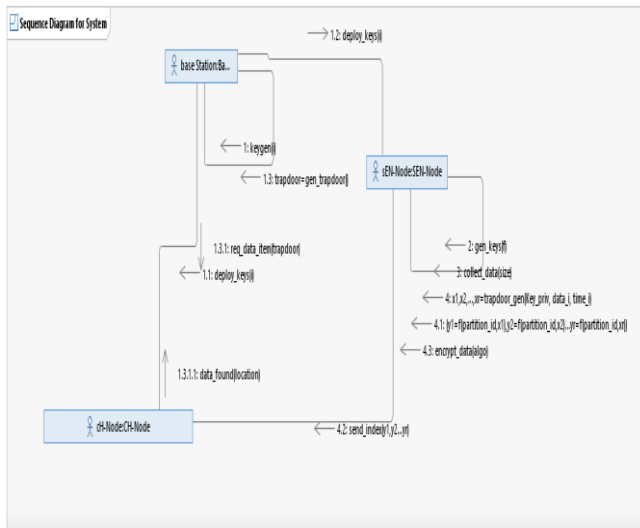 Sequence Diagram for System
1.2: deploy_keys(i)
base Station:Ba...
1: keygen(i)
1.3: trapdoor=gen_trapdoor()
sEN-Node:SEN-Node
2: gen_keys(f)
1.3.1: req_data_item(trapdoor)
1.1: deploy_keys(i)
3: collect_data(size)
4: x1,x2,...,xr=trapdoor_gen(Key_priv, data_i, time_i)
4.1: (y1=f(partition_id,x1),y2=f(partition_id,x2)...yr=f(partition_id,xr))
4.3: encrypt_data(algo)
1.3.1.1: data_found(location)
cH-Node:CH-Node
4.2: send_index(y1,y2...yr)